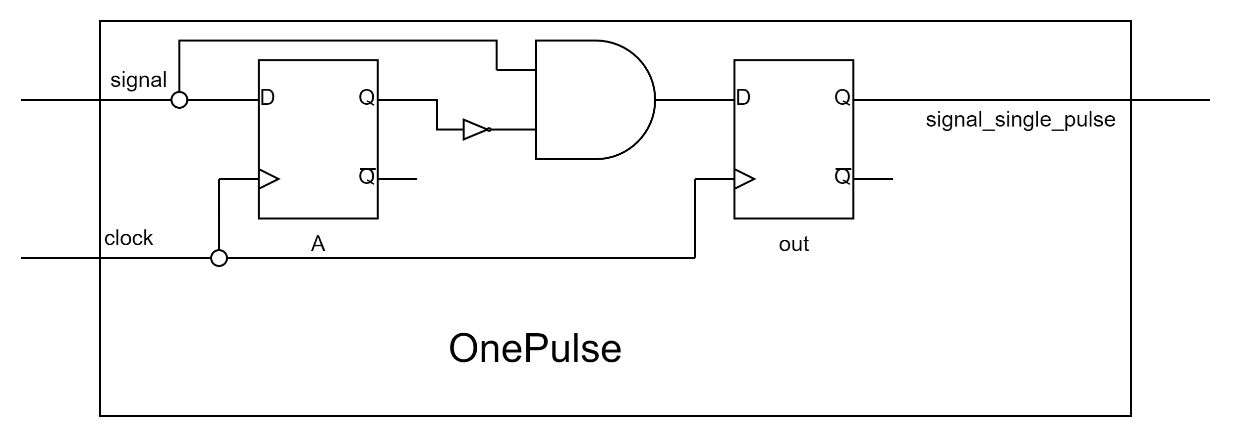 signal
D
Q
D
Q
signal_single_pulse
Q
Q
clock
A
out
OnePulse